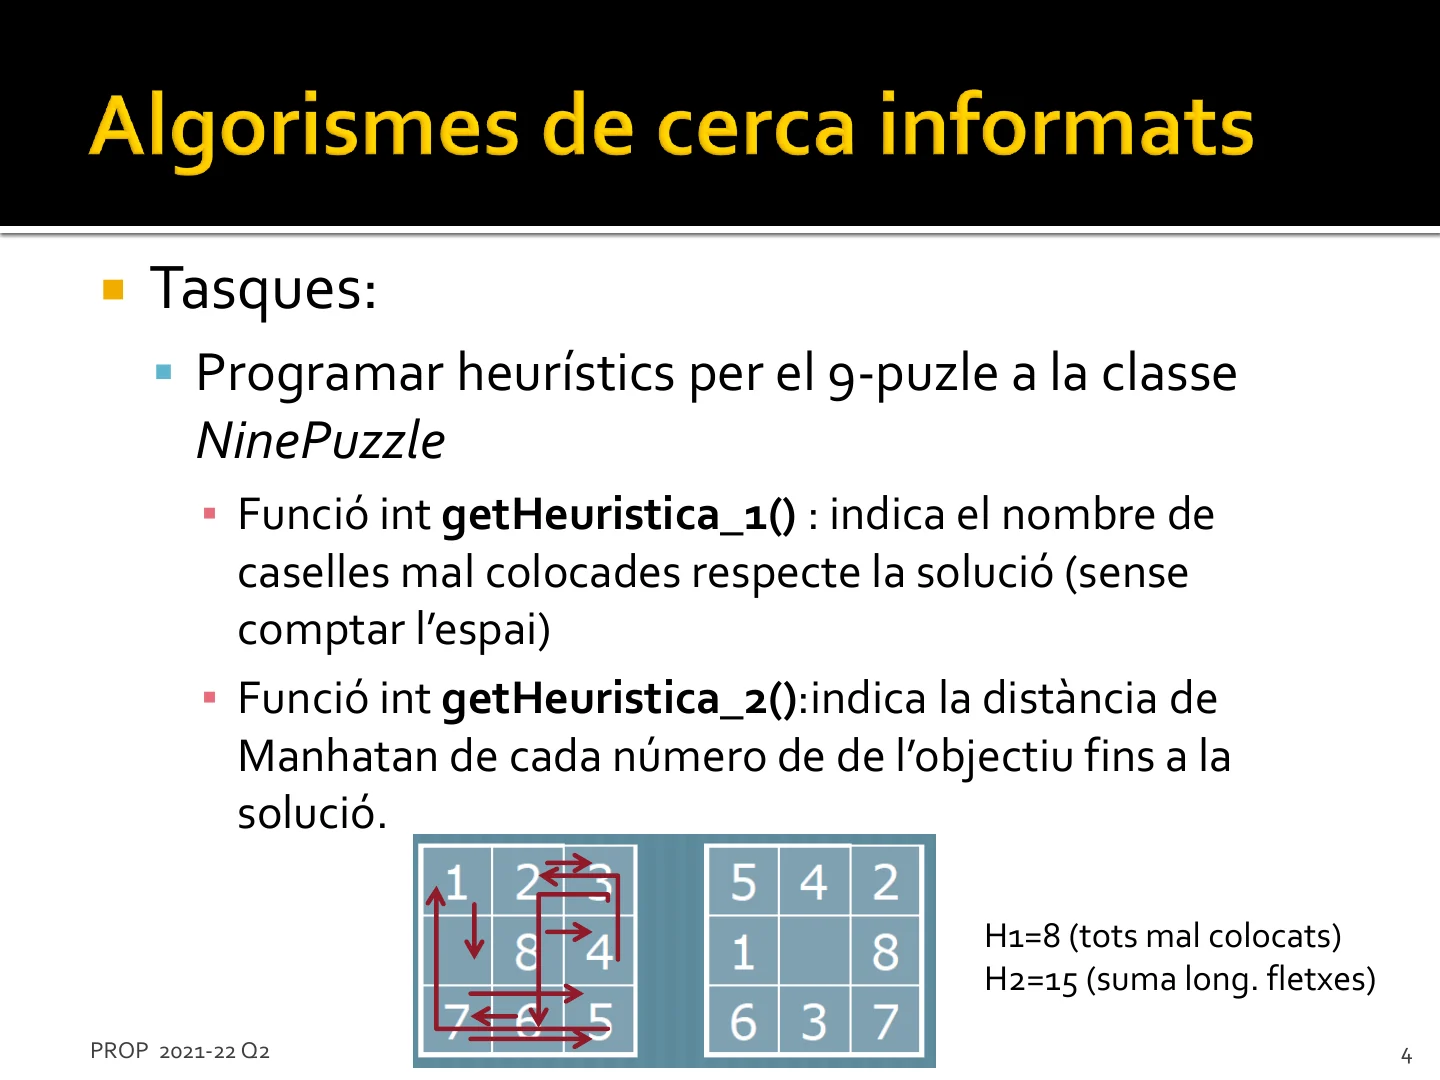 Algorismes de cerca informats
Tasques:
Programar heurístics per el 9-puzle a la classe
NinePuzzle
Funció int getHeuristica_1() : indica el nombre de
caselles mal colocades respecte la solució (sense
comptar l’espai)
Funció int getHeuristica_2():indica la distància de
Manhatan de cada número de de l’objectiu fins a la
solució.
1 2 3
8 4
7 6 5
5 4 2
1 8
6 3 7
H1=8 (tots mal colocats)
H2=15 (suma long. fletxes)
PROP 2021-22 Q2
4